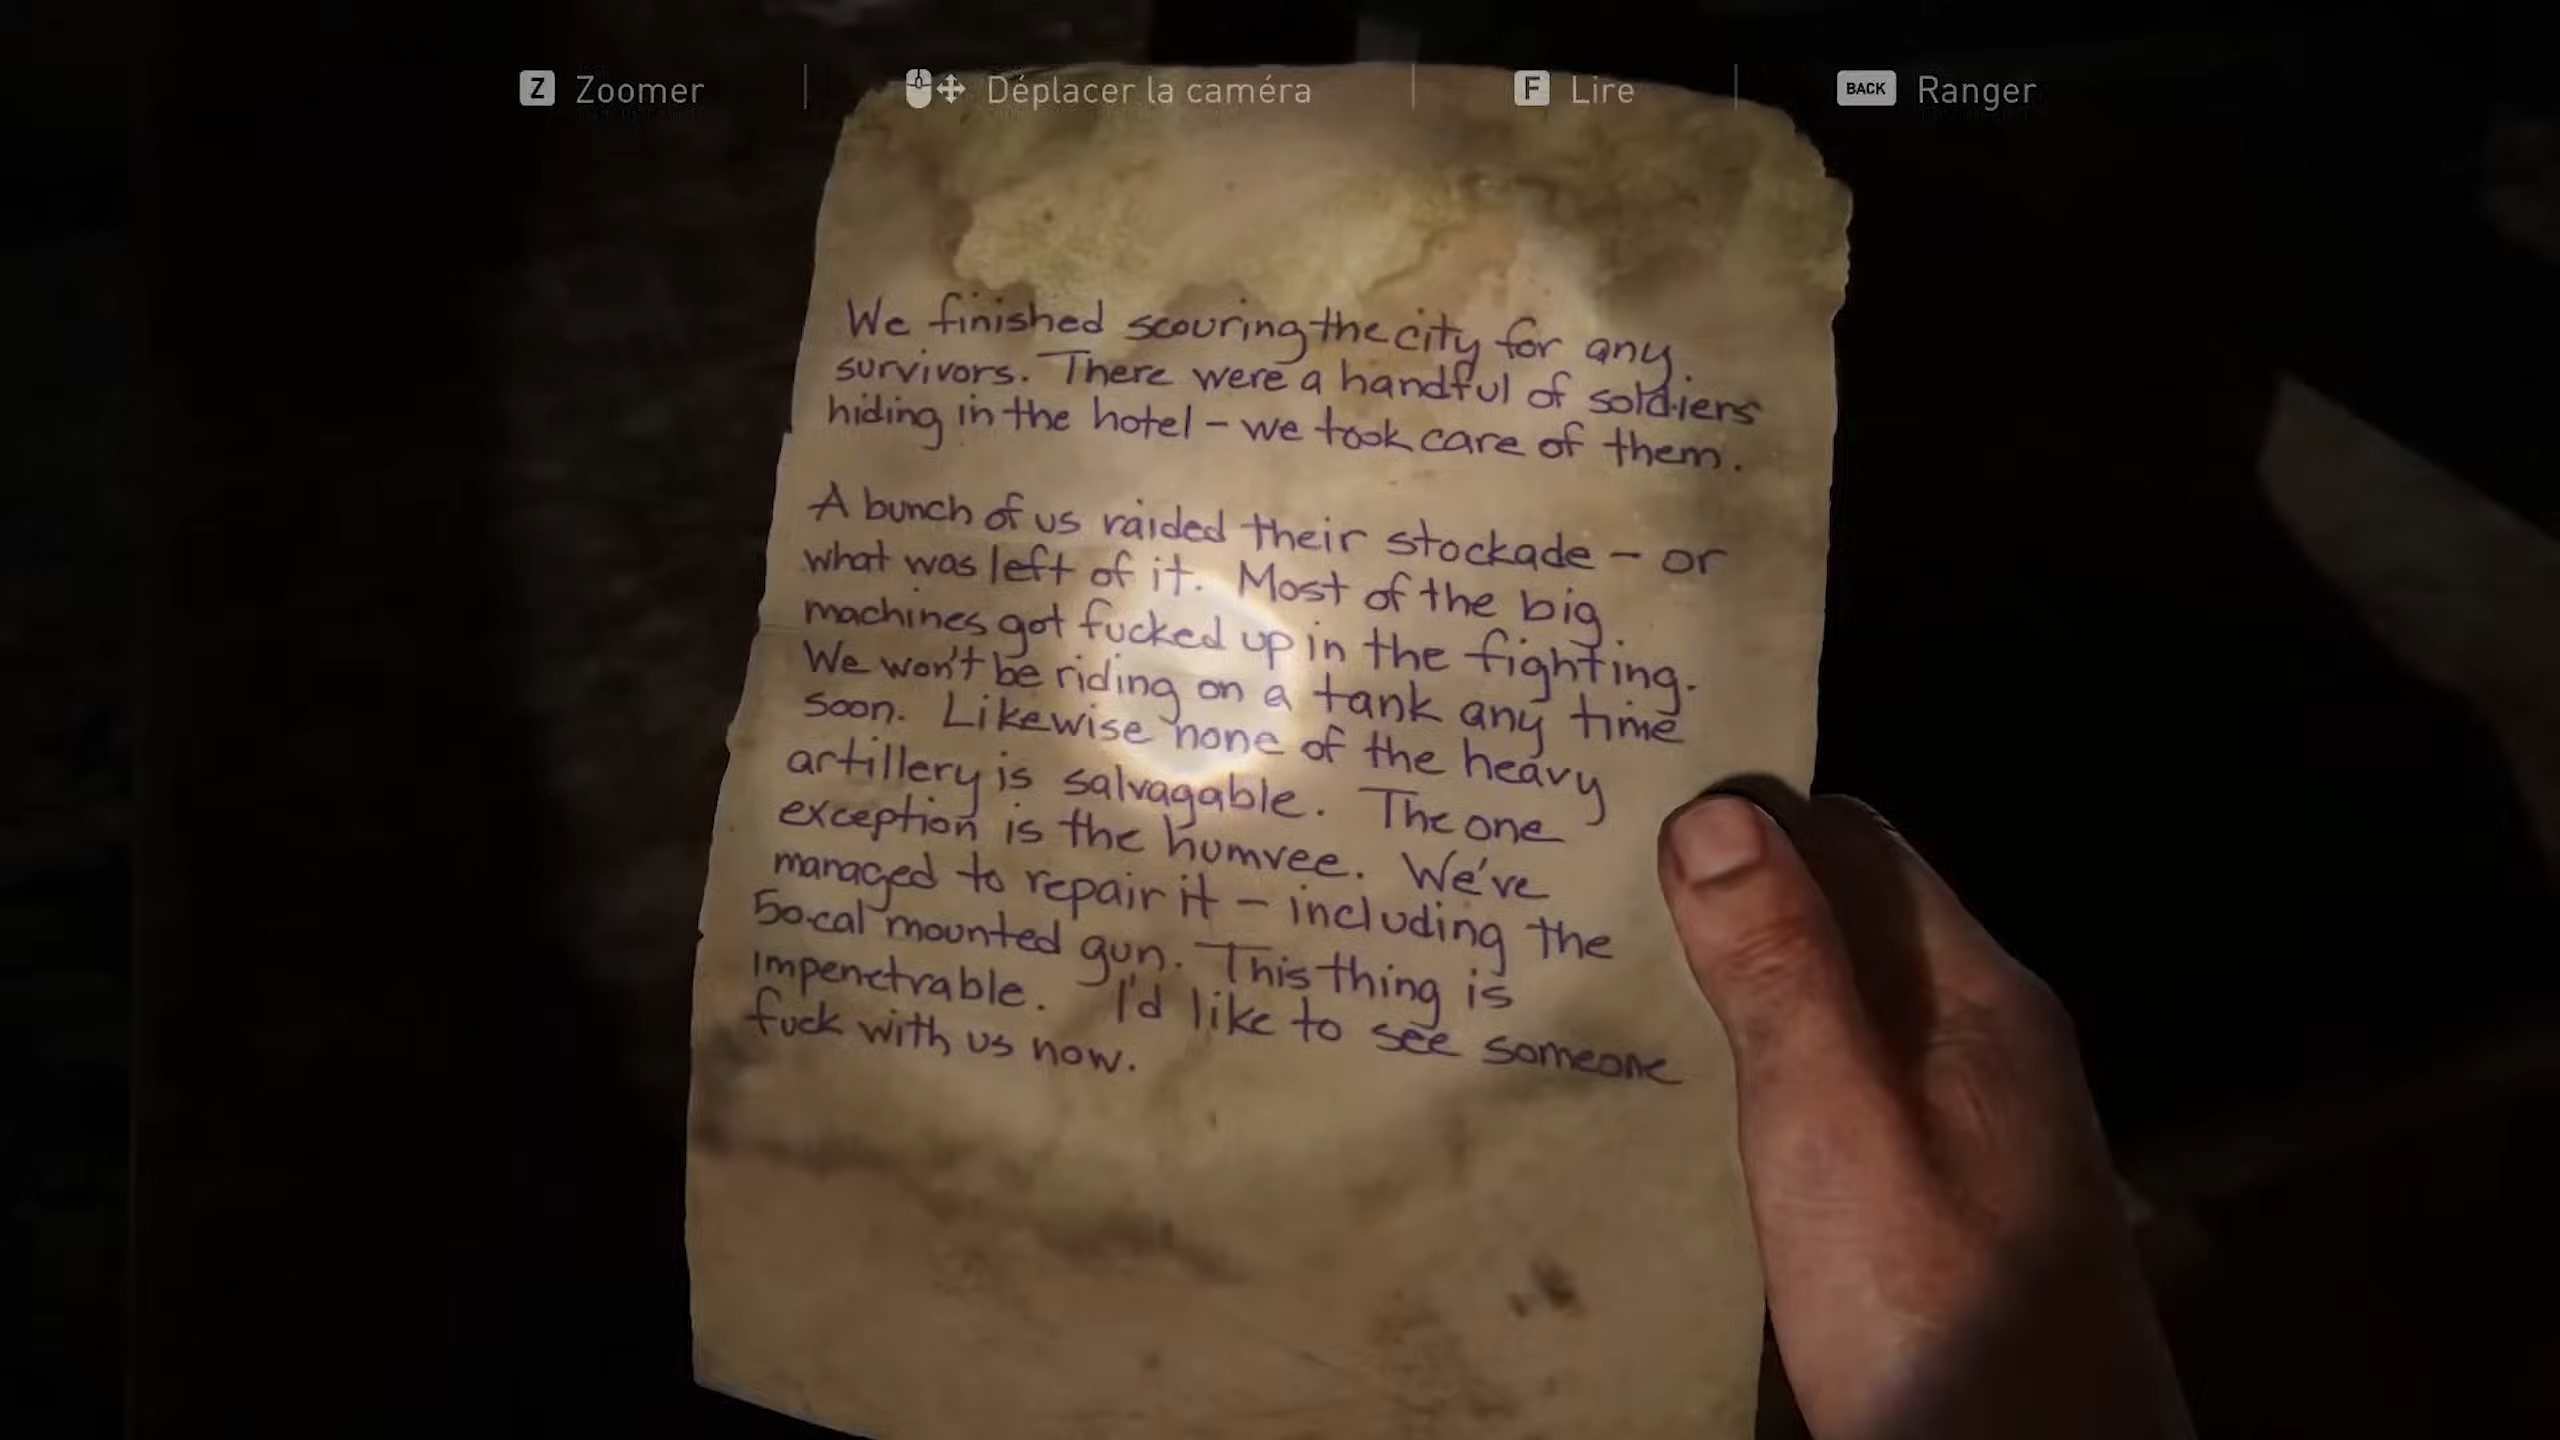 Z Zoomer
Déplacer la caméra
F Lire
BACK Ranger
We finished scouring the city for any
survivors. There were a handful of soldiers
hiding in the hotel - we took care of them.
A bunch of us raided their stockade - or
what was left of it. Most of the big
machines got fucked up in the fighting.
We won't be riding on a tank any time
soon. Likewise none of the heavy
artillery is salvagable. The one
exception is the humvee. We've
managed to repair it - including the
50.cal mounted gun. This thing is
impenetrable. I'd like to see someone
fuck with us now.